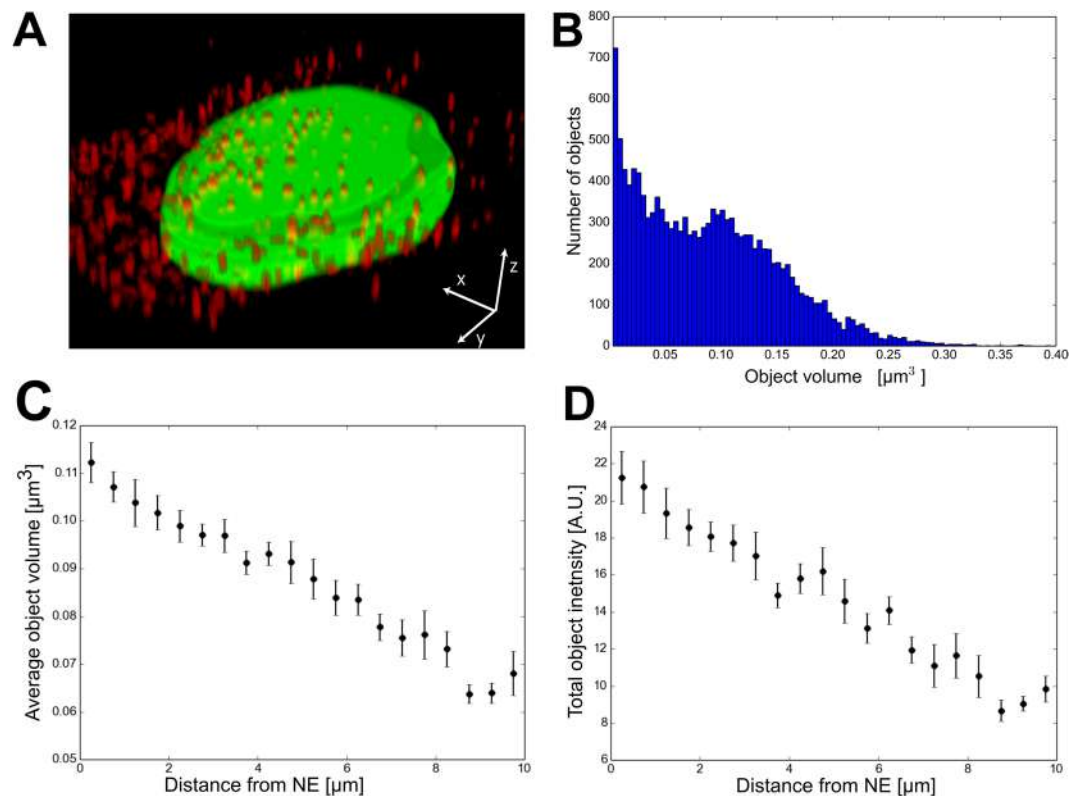 A
z
x
y
B
800
700
600
500
400
300
200
100
0
Number of objects
0.05 0.10 0.15 0.20 0.25 0.30 0.35 0.40
Object volume [µm³ ]
C
0.12
0.11
0.10
0.09
0.08
0.07
0.06
0.05
Average object volume [µm³]
0 2 4 6 8 10
Distance from NE [µm]
D
24
22
20
18
16
14
12
10
8
6
Total object inetnsity [A.U.]
0 2 4 6 8 10
Distance from NE [µm]